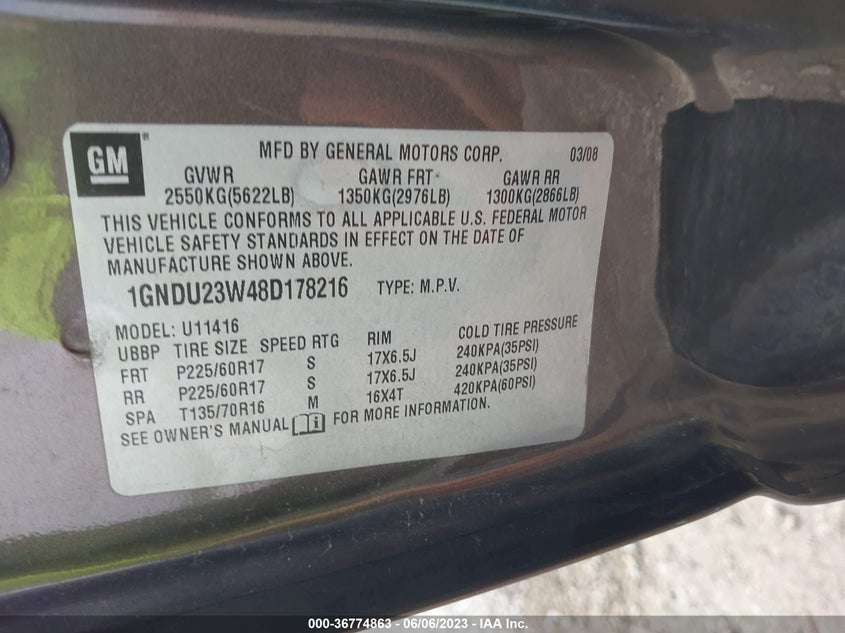 GM
MFD BY GENERAL MOTORS CORP. 03/08
GVWR GAWR FRT GAWR RR
2550KG(5622LB) 1350KG(2976LB) 1300KG(2866LB)
THIS VEHICLE CONFORMS TO ALL APPLICABLE U.S. FEDERAL MOTOR
VEHICLE SAFETY STANDARDS IN EFFECT ON THE DATE OF
MANUFACTURE SHOWN ABOVE.
1GNDU23W48D178216 TYPE: M.P.V.
MODEL: U11416
UBBP TIRE SIZE SPEED RTG RIM COLD TIRE PRESSURE
FRT P225/60R17 S 17X6.5J 240KPA(35PSI)
RR P225/60R17 S 17X6.5J 240KPA(35PSI)
SPA T135/70R16 M 16X4T 420KPA(60PSI)
SEE OWNER'S MANUAL FOR MORE INFORMATION.
000-36774863 - 06/06/2023 - IAA Inc.